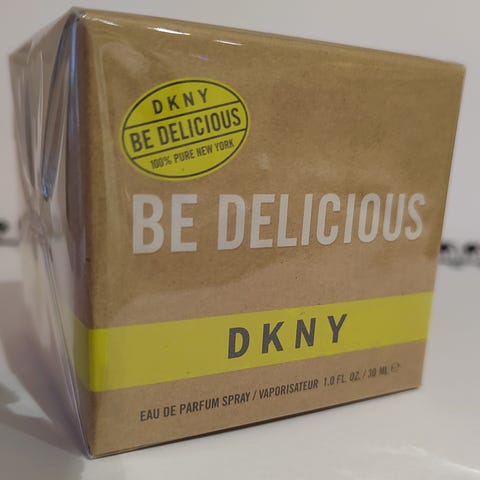 DKNY
BE DELICIOUS
100% PURE NEW YORK
BE DELICIOUS
DKNY
EAU DE PARFUM SPRAY / VAPORISATEUR 1.0 FL. OZ. / 30 ML ℮